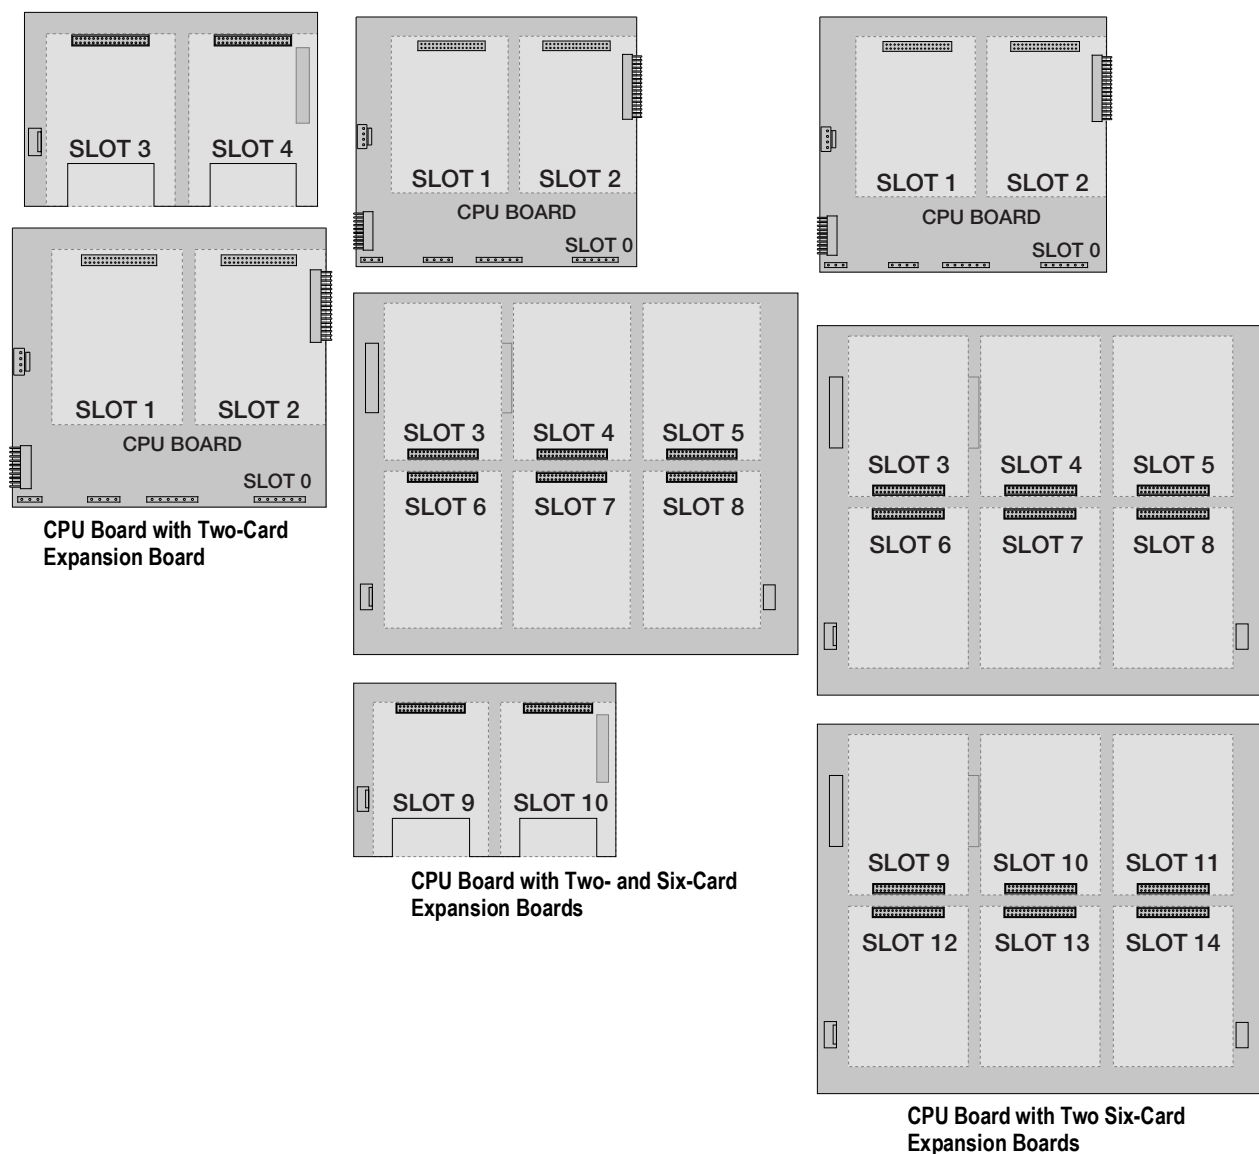 SLOT 3 SLOT 4
SLOT 1 SLOT 2
CPU BOARD
SLOT 0
CPU Board with Two-Card
Expansion Board
SLOT 1 SLOT 2
CPU BOARD
SLOT 0
SLOT 3 SLOT 4 SLOT 5
SLOT 6 SLOT 7 SLOT 8
SLOT 9 SLOT 10
CPU Board with Two- and Six-Card
Expansion Boards
SLOT 1 SLOT 2
CPU BOARD
SLOT 0
SLOT 3 SLOT 4 SLOT 5
SLOT 6 SLOT 7 SLOT 8
SLOT 9 SLOT 10 SLOT 11
SLOT 12 SLOT 13 SLOT 14
CPU Board with Two Six-Card
Expansion Boards